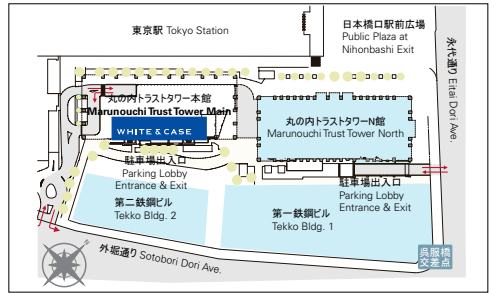 東京駅 Tokyo Station
日本橋口駅前広場
Public Plaza at
Nihonbashi Exit
永代通り Eitai Dori Ave.
丸の内トラストタワー本館
Marunouchi Trust Tower Main
WHITE & CASE
丸の内トラストタワーN館
Marunouchi Trust Tower North
駐車場出入口
Parking Lobby
Entrance & Exit
駐車場出入口
Parking Lobby
Entrance & Exit
第二鉄鋼ビル
Tekko Bldg. 2
第一鉄鋼ビル
Tekko Bldg. 1
呉服橋
交差点
外堀通り Sotobori Dori Ave.